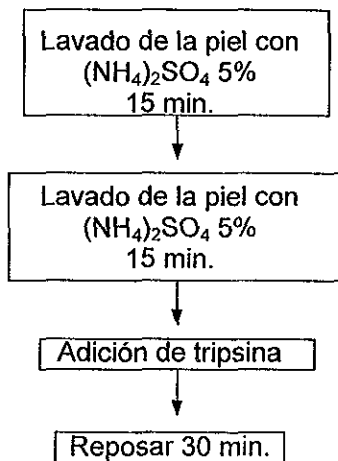 Lavado de la piel con
(NH₄)₂SO₄ 5%
15 min.
Lavado de la piel con
(NH₄)₂SO₄ 5%
15 min.
Adición de tripsina
Reposar 30 min.